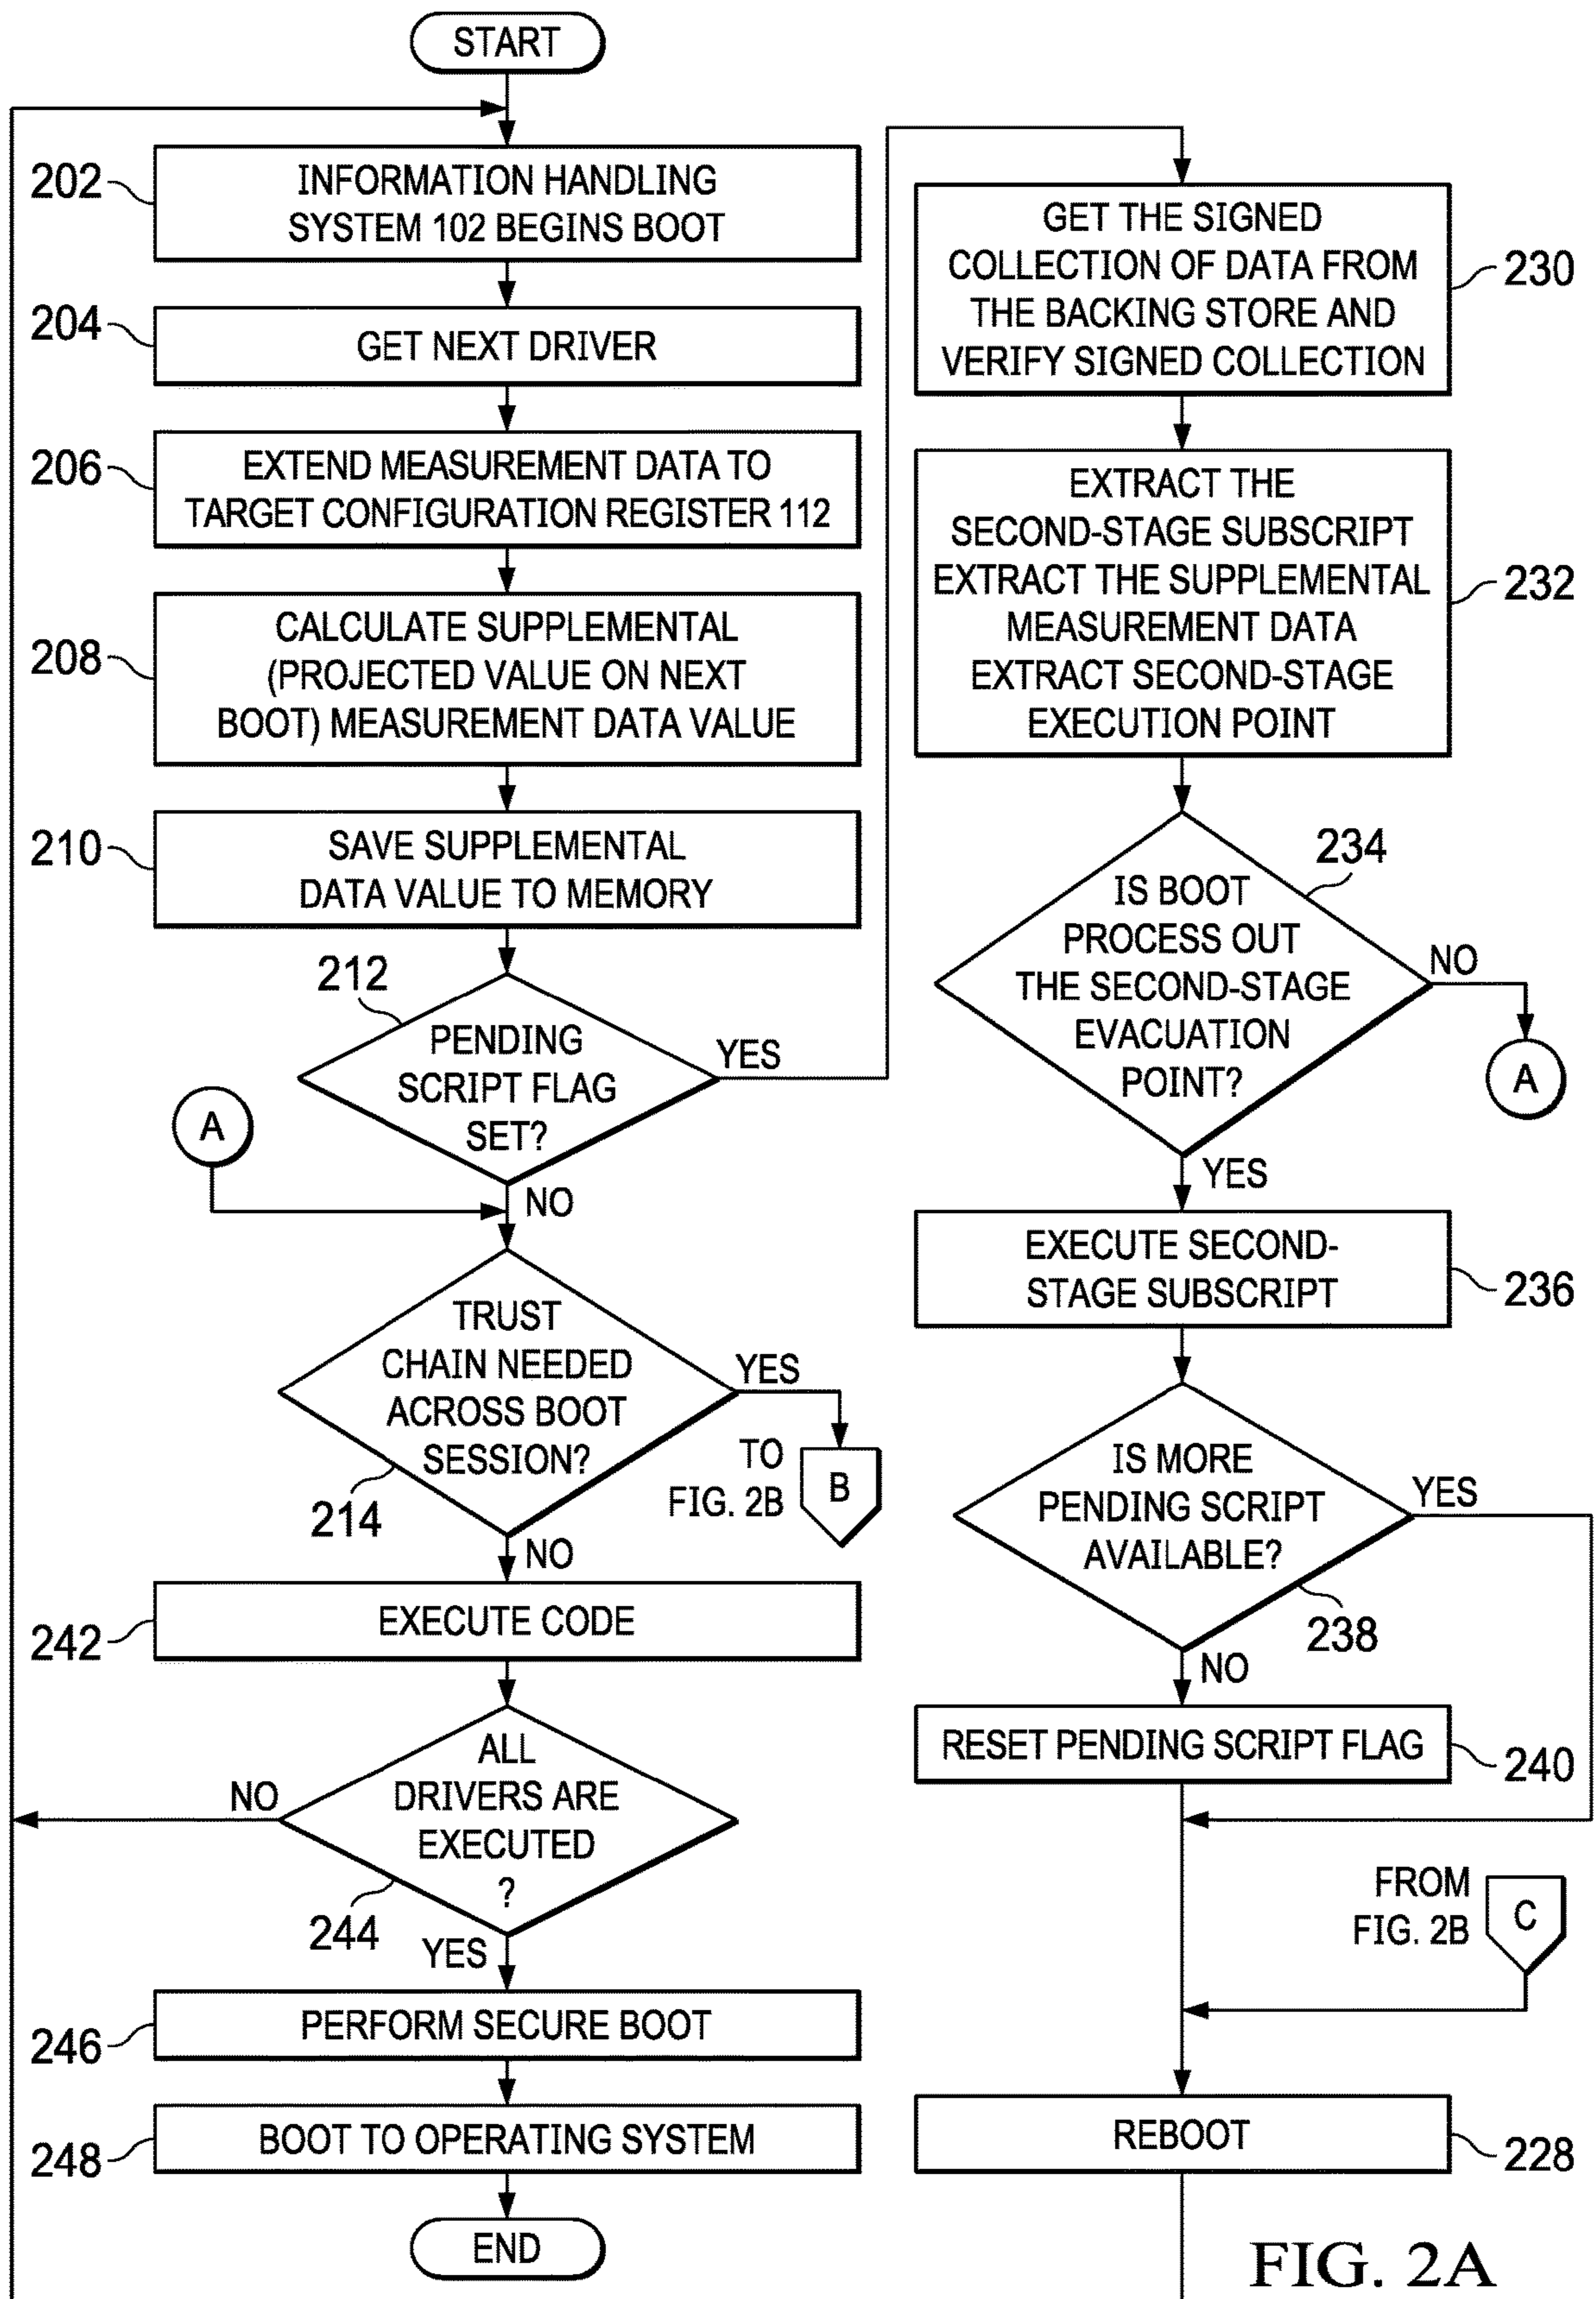 START
202
INFORMATION HANDLING
SYSTEM 102 BEGINS BOOT
204
GET NEXT DRIVER
206
EXTEND MEASUREMENT DATA TO
TARGET CONFIGURATION REGISTER 112
208
CALCULATE SUPPLEMENTAL
(PROJECTED VALUE ON NEXT
BOOT) MEASUREMENT DATA VALUE
210
SAVE SUPPLEMENTAL
DATA VALUE TO MEMORY
212
PENDING
SCRIPT FLAG
SET?
YES
A
NO
TRUST
CHAIN NEEDED
ACROSS BOOT
SESSION?
YES
214
TO
FIG. 2B
B
NO
242
EXECUTE CODE
ALL
DRIVERS ARE
EXECUTED
?
NO
244
YES
246
PERFORM SECURE BOOT
248
BOOT TO OPERATING SYSTEM
END
GET THE SIGNED
COLLECTION OF DATA FROM
THE BACKING STORE AND
VERIFY SIGNED COLLECTION
230
EXTRACT THE
SECOND-STAGE SUBSCRIPT
EXTRACT THE SUPPLEMENTAL
MEASUREMENT DATA
EXTRACT SECOND-STAGE
EXECUTION POINT
232
234
IS BOOT
PROCESS OUT
THE SECOND-STAGE
EVACUATION
POINT?
NO
A
YES
EXECUTE SECOND-
STAGE SUBSCRIPT
236
IS MORE
PENDING SCRIPT
AVAILABLE?
YES
238
NO
RESET PENDING SCRIPT FLAG
240
FROM
FIG. 2B
C
REBOOT
228
FIG. 2A